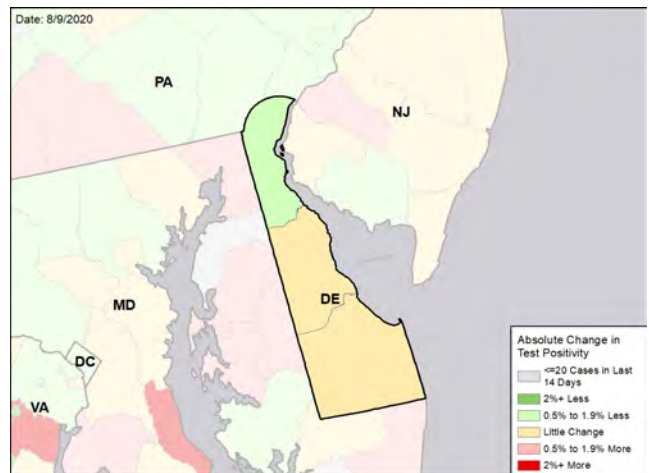 Date: 8/9/2020
PA
NJ
MD
DE
DC
VA
Absolute Change in
Test Positivity
<=20 Cases in Last
14 Days
2%+ Less
0.5% to 1.9% Less
Little Change
0.5% to 1.9% More
2%+ More